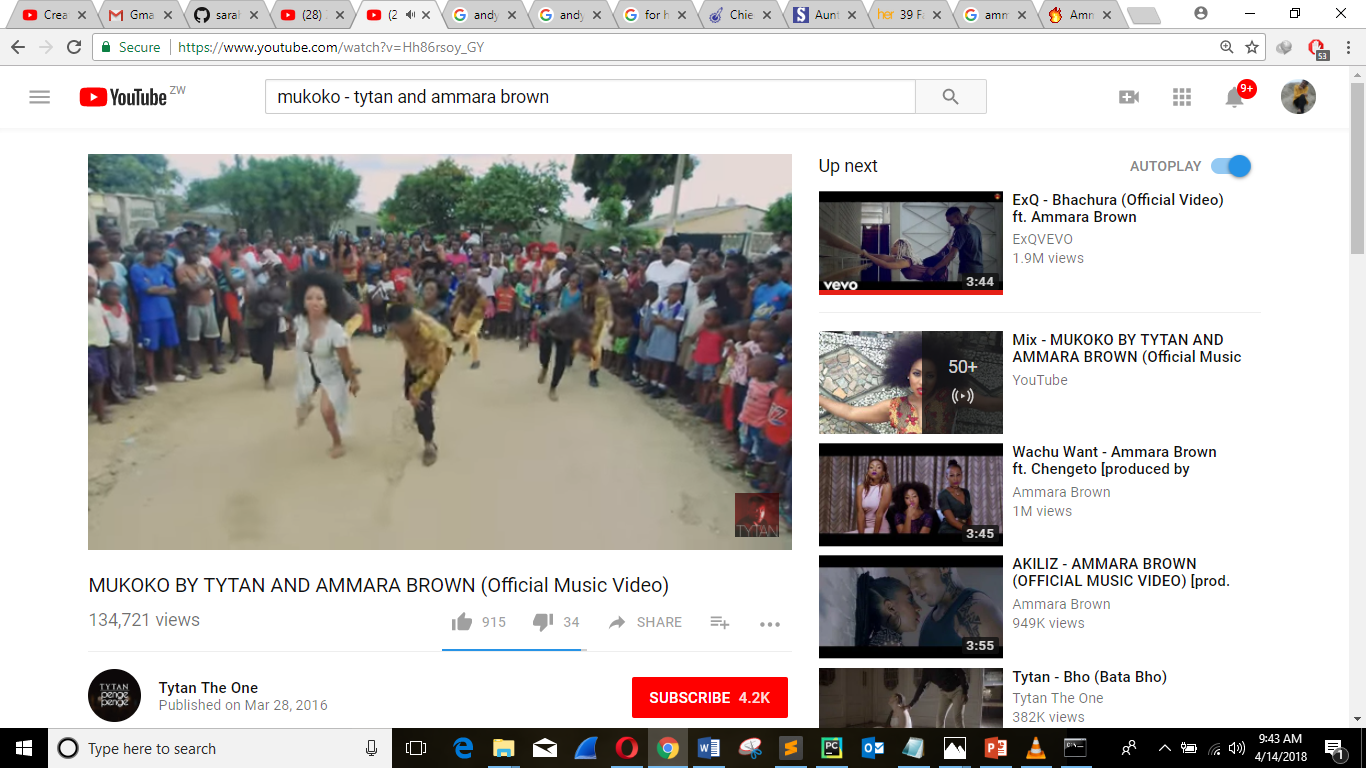 Crea
Gma
sarah
(28)
(2
andy
andy
for h
Chie
Aunt
her 39 Fa
amm
Amn
Secure
https://www.youtube.com/watch?v=Hh86rsoy_GY
53
YouTube ZW
mukoko - tytan and ammara brown
9+
TYTAN
MUKOKO BY TYTAN AND AMMARA BROWN (Official Music Video)
134,721 views
915
34
SHARE
TYTAN
penge
penge
Tytan The One
Published on Mar 28, 2016
SUBSCRIBE 4.2K
Up next
AUTOPLAY
vevo
3:44
ExQ - Bhachura (Official Video)
ft. Ammara Brown
ExQVEVO
1.9M views
50+
Mix - MUKOKO BY TYTAN AND
AMMARA BROWN (Official Music
YouTube
3:45
Wachu Want - Ammara Brown
ft. Chengeto [produced by
Ammara Brown
1M views
3:55
AKILIZ - AMMARA BROWN
(OFFICIAL MUSIC VIDEO) [prod.
Ammara Brown
949K views
Tytan - Bho (Bata Bho)
Tytan The One
382K views
Type here to search
9:43 AM
4/14/2018
1